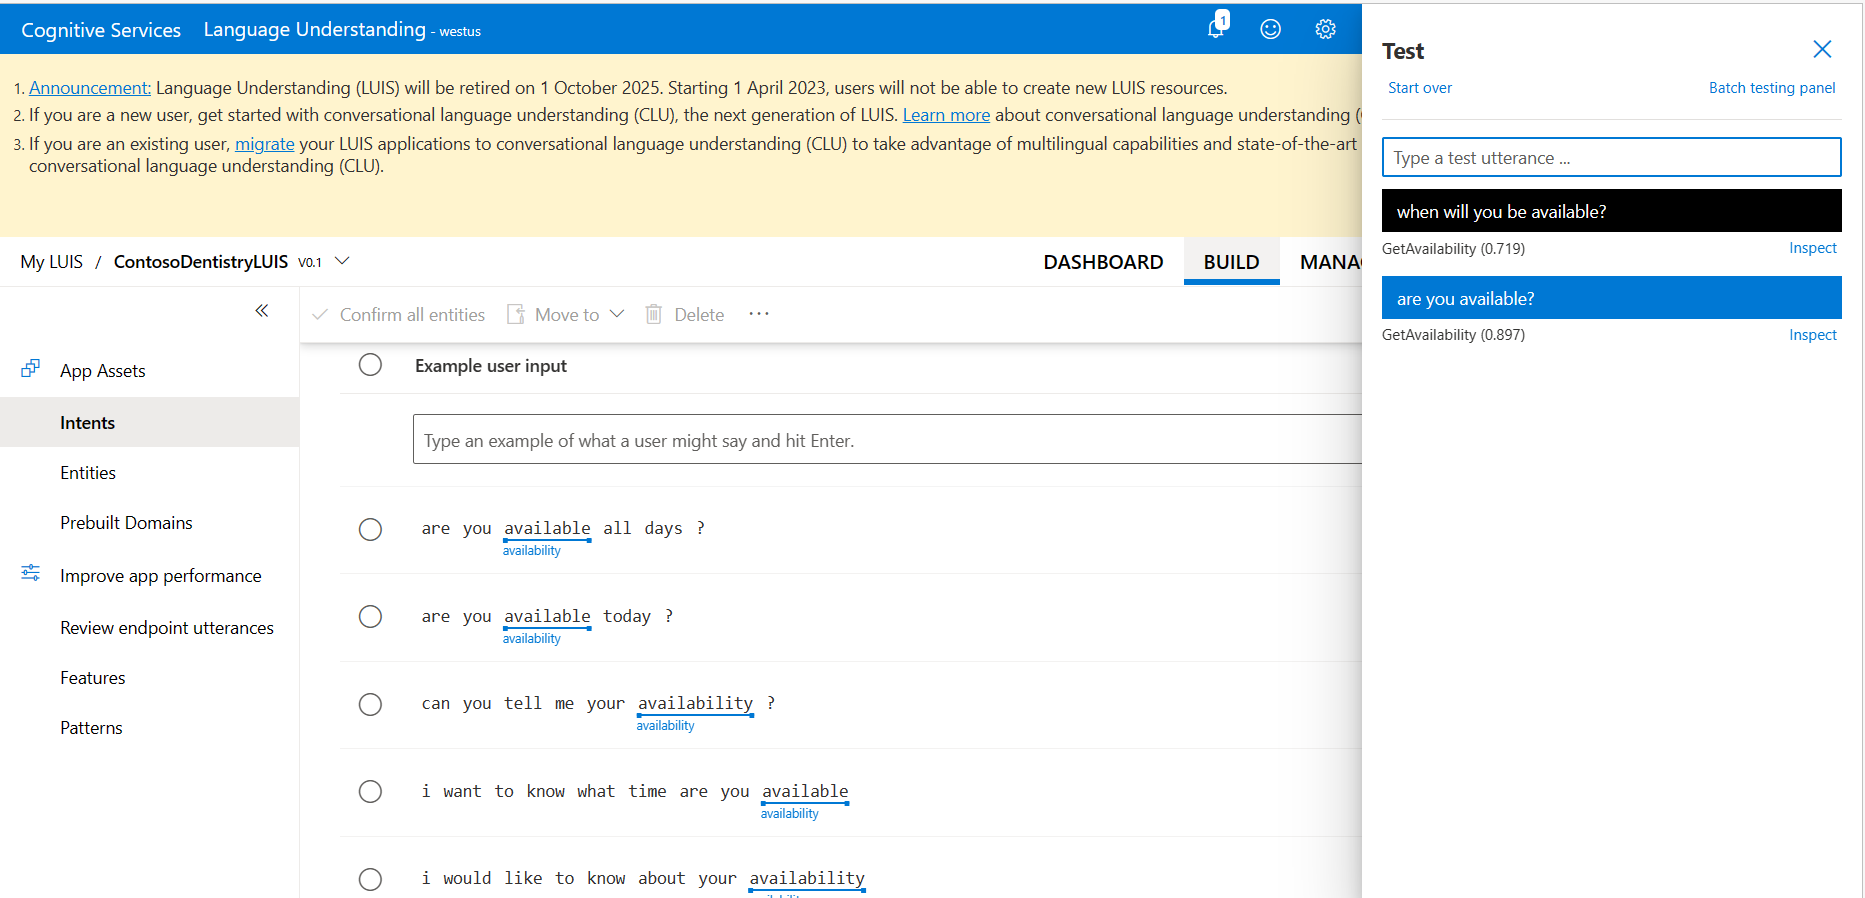 Cognitive Services Language Understanding - westus 1
1. Announcement: Language Understanding (LUIS) will be retired on 1 October 2025. Starting 1 April 2023, users will not be able to create new LUIS resources.
2. If you are a new user, get started with conversational language understanding (CLU), the next generation of LUIS. Learn more about conversational language understanding (
3. If you are an existing user, migrate your LUIS applications to conversational language understanding (CLU) to take advantage of multilingual capabilities and state-of-the-art
conversational language understanding (CLU).
My LUIS / ContosoDentistryLUIS V0.1
DASHBOARD BUILD MANA
App Assets
Intents
Entities
Prebuilt Domains
Improve app performance
Review endpoint utterances
Features
Patterns
Confirm all entities Move to Delete ...
Example user input
Type an example of what a user might say and hit Enter.
are you available all days ?
availability
are you available today ?
availability
can you tell me your availability ?
availability
i want to know what time are you available
availability
i would like to know about your availability
Test
Start over Batch testing panel
Type a test utterance ...
when will you be available?
GetAvailability (0.719) Inspect
are you available?
GetAvailability (0.897) Inspect